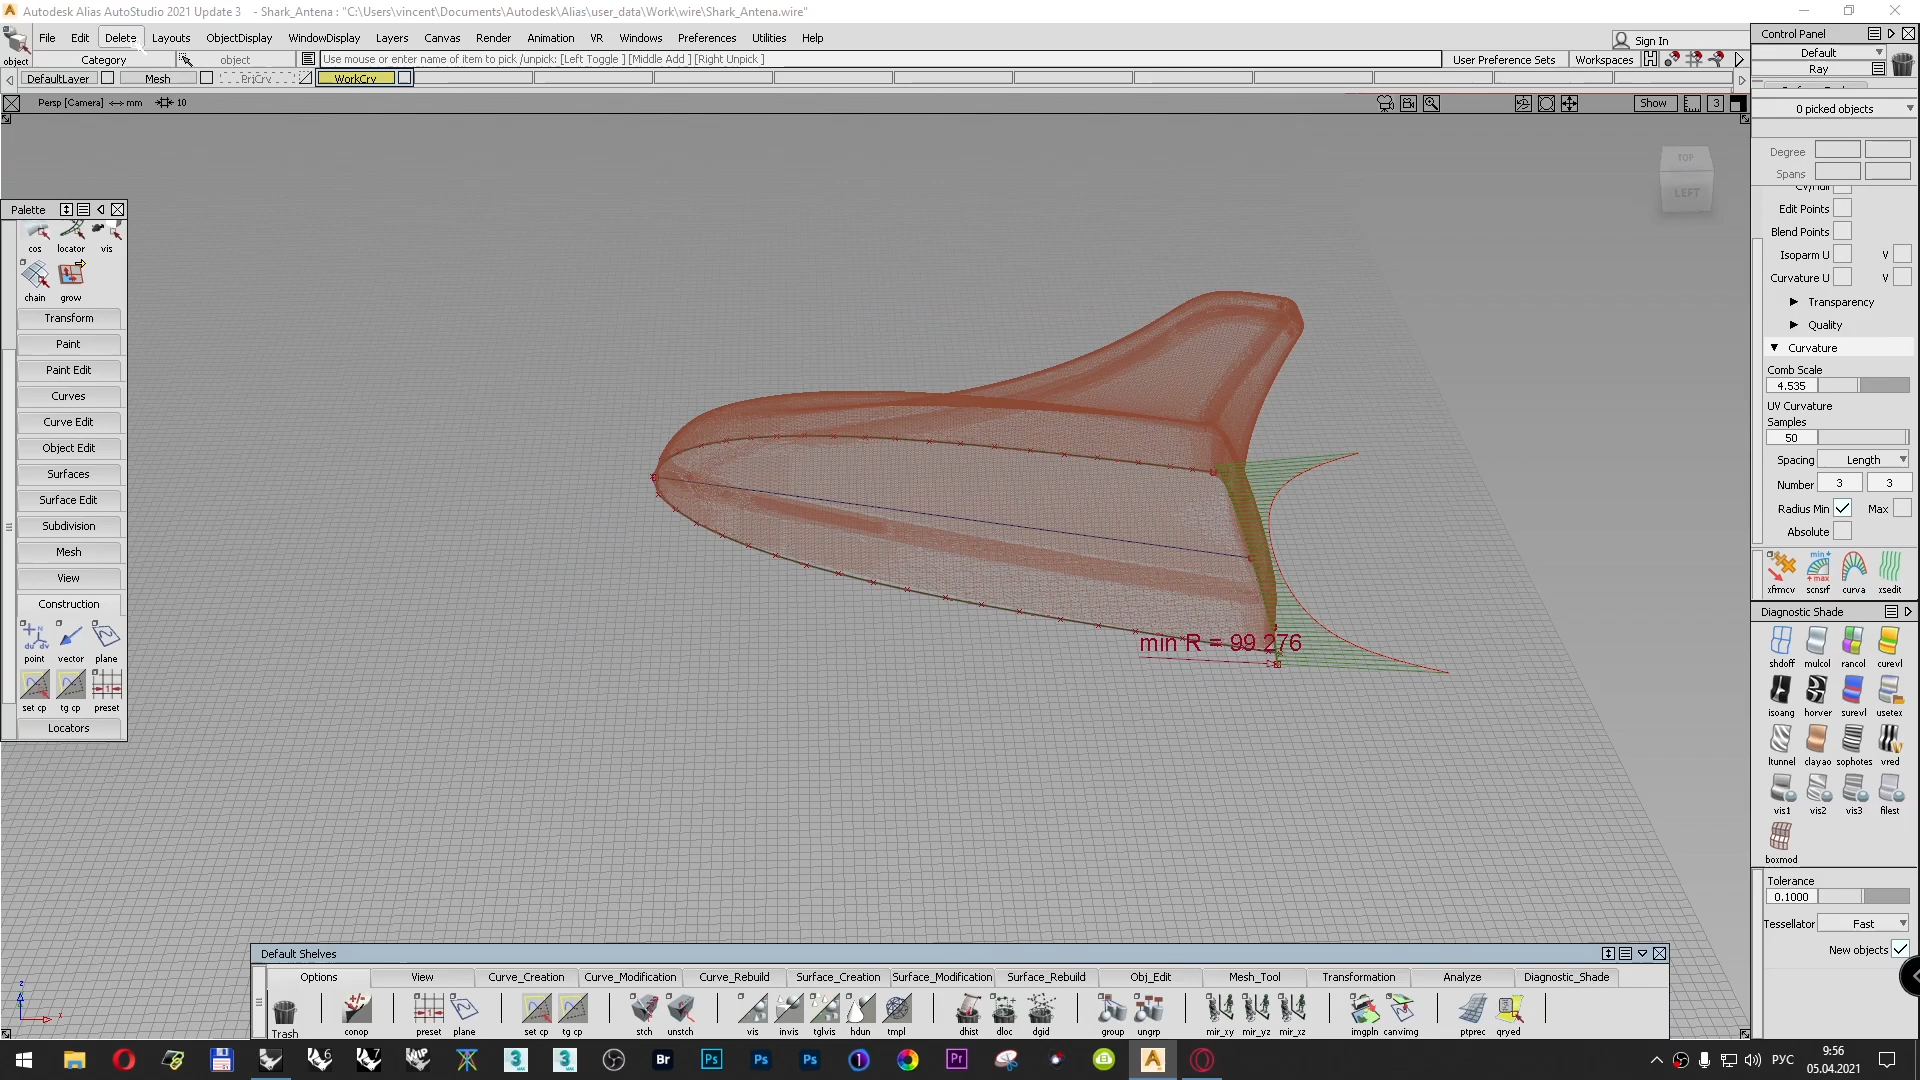 Autodesk Alias AutoStudio 2021 Update 3    - Shark_Antena : "C:\Users\vincent\Documents\Autodesk\Alias\user_data\Work\wire\Shark_Antena.wire"
File Edit Delete Layouts ObjectDisplay WindowDisplay Layers Canvas Render Animation VR Windows Preferences Utilities Help
Sign In
object Category object Use mouse or enter name of item to pick /unpick: [Left Toggle ] [Middle Add ] [Right Unpick ] User Preference Sets Workspaces
DefaultLayer Mesh PrjCrv WorkCrv
Persp [Camera] mm 10 Show 3
TOP
LEFT
Palette
cos locator vis
chain grow
Transform
Paint
Paint Edit
Curves
Curve Edit
Object Edit
Surfaces
Surface Edit
Subdivision
Mesh
View
Construction
point vector plane
set cp tg cp preset
Locators
min R = 99.276
Control Panel
Default
Ray
0 picked objects
Degree
Spans
CV/Hull
Edit Points
Blend Points
Isoparm U V
Curvature U V
Transparency
Quality
Curvature
Comb Scale
4.535
UV Curvature
Samples
50
Spacing Length
Number 3 3
Radius Min Max
Absolute
xfrmcv scnsrf curva xsedit
Diagnostic Shade
shdoff mulcol rancol curevl
isoang horver surevl usetex
ltunnel clayao sophotes vred
vis1 vis2 vis3 filest
boxmod
Tolerance
0.1000
Tessellator Fast
New objects
Default Shelves
Options View Curve_Creation Curve_Modification Curve_Rebuild Surface_Creation Surface_Modification Surface_Rebuild Obj_Edit Mesh_Tool Transformation Analyze Diagnostic_Shade
Trash conop preset plane set cp tg cp stch unstch vis invis tglvis hdun tmpl dhist dloc dgid group ungrp mir_xy mir_yz mir_xz imgpln canvimg ptprec qryed
z
x
РУС
9:56
05.04.2021